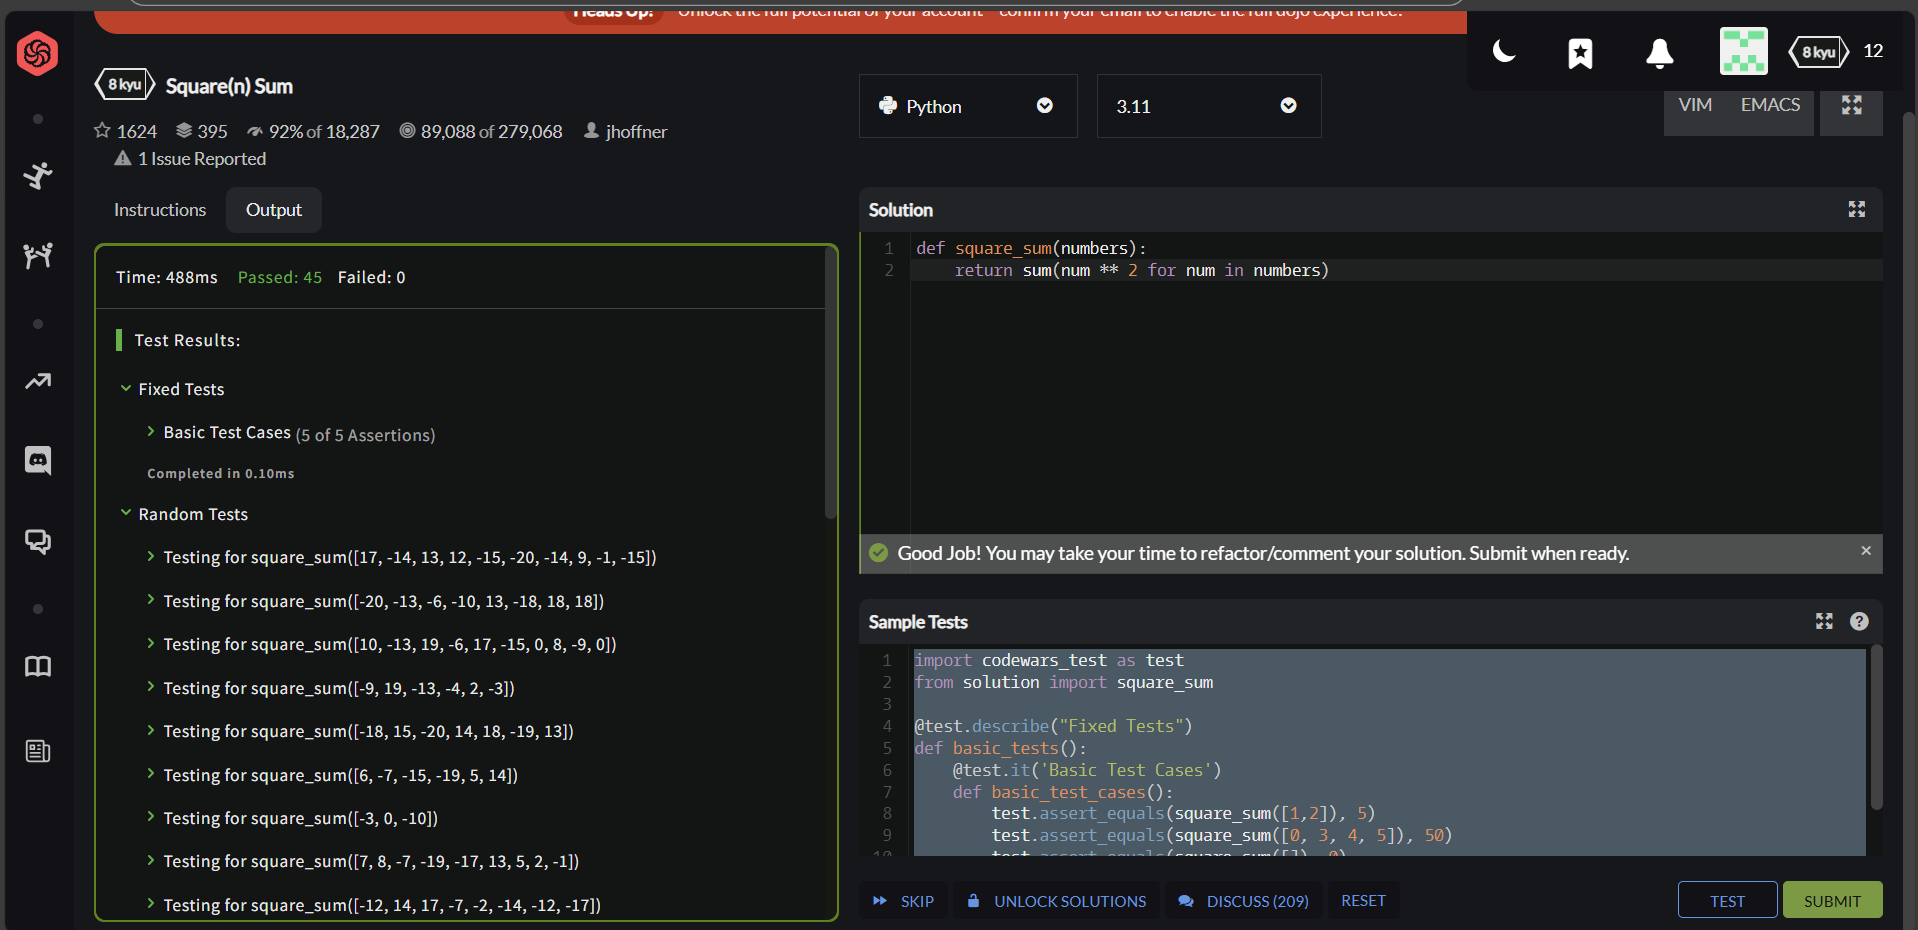 Heads Up! Unlock the full potential of your account - confirm your email to enable the full dojo experience.
8 kyu 12
8 kyu Square(n) Sum
1624 395 92% of 18,287 89,088 of 279,068 jhoffner
1 Issue Reported
Python 3.11 VIM EMACS
Instructions Output
Time: 488ms Passed: 45 Failed: 0
Test Results:
Fixed Tests
Basic Test Cases (5 of 5 Assertions)
Completed in 0.10ms
Random Tests
Testing for square_sum([17, -14, 13, 12, -15, -20, -14, 9, -1, -15])
Testing for square_sum([-20, -13, -6, -10, 13, -18, 18, 18])
Testing for square_sum([10, -13, 19, -6, 17, -15, 0, 8, -9, 0])
Testing for square_sum([-9, 19, -13, -4, 2, -3])
Testing for square_sum([-18, 15, -20, 14, 18, -19, 13])
Testing for square_sum([6, -7, -15, -19, 5, 14])
Testing for square_sum([-3, 0, -10])
Testing for square_sum([7, 8, -7, -19, -17, 13, 5, 2, -1])
Testing for square_sum([-12, 14, 17, -7, -2, -14, -12, -17])
Solution
1 def square_sum(numbers):
2 return sum(num ** 2 for num in numbers)
Good Job! You may take your time to refactor/comment your solution. Submit when ready. ×
Sample Tests ?
1 import codewars_test as test
2 from solution import square_sum
3
4 @test.describe("Fixed Tests")
5 def basic_tests():
6 @test.it('Basic Test Cases')
7 def basic_test_cases():
8 test.assert_equals(square_sum([1,2]), 5)
9 test.assert_equals(square_sum([0, 3, 4, 5]), 50)
10 test.assert_equals(square_sum([]), 0)
SKIP UNLOCK SOLUTIONS DISCUSS (209) RESET TEST SUBMIT